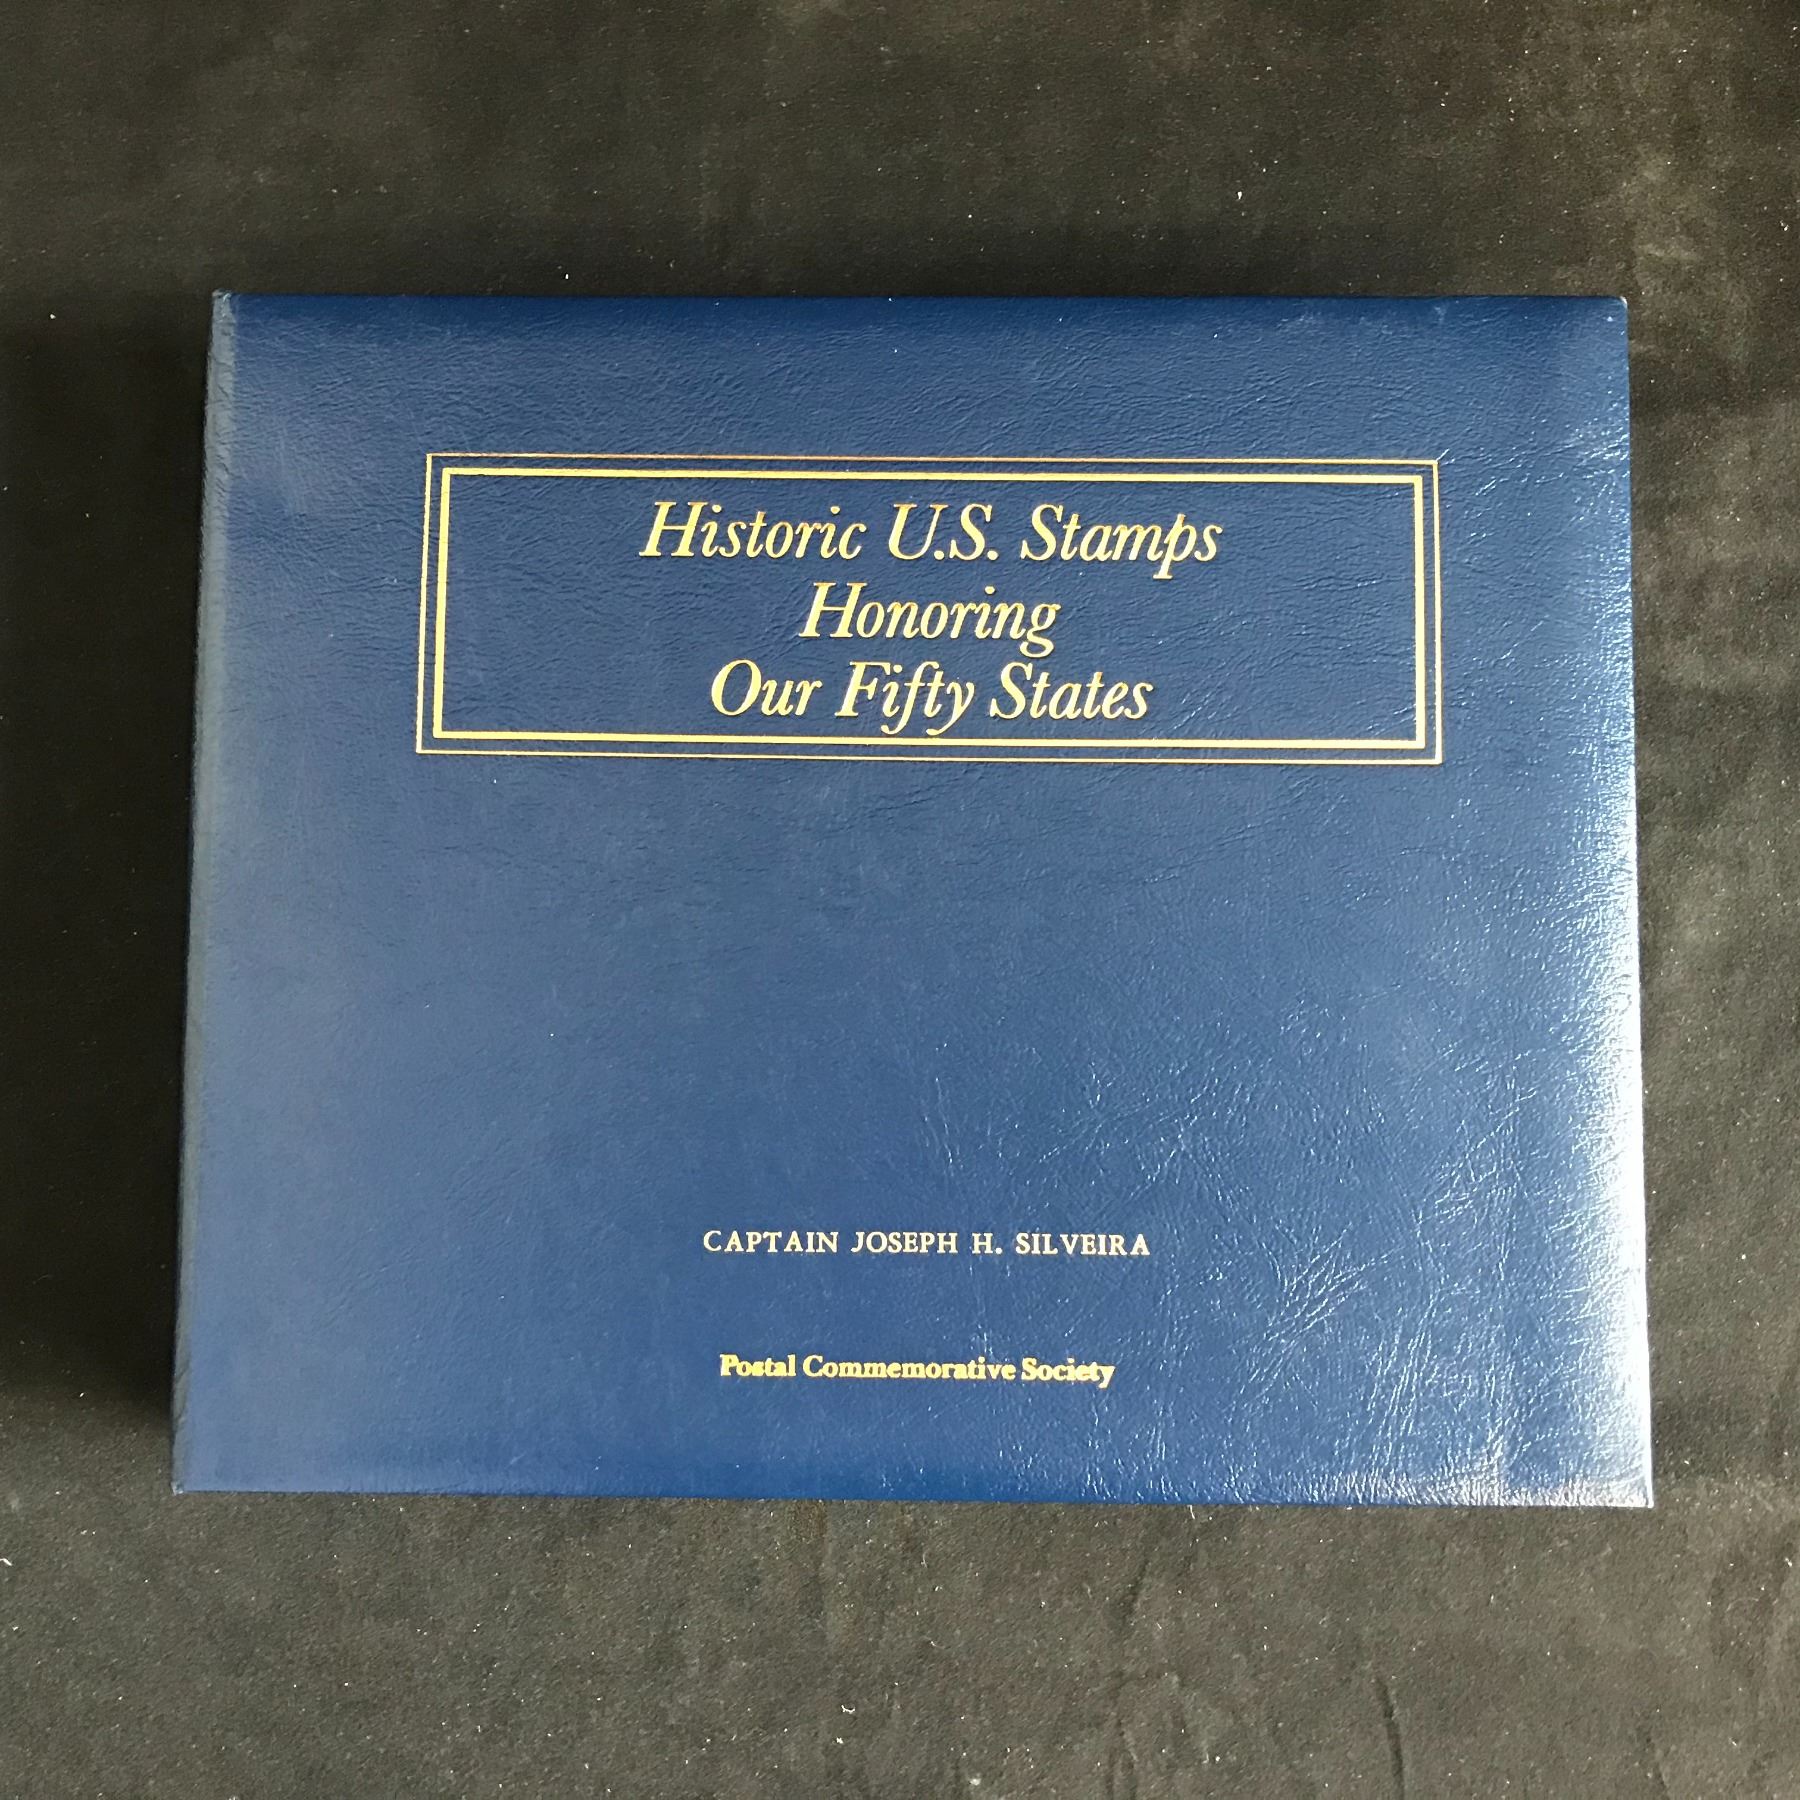 Historic U.S. Stamps
Honoring
Our Fifty States
CAPTAIN JOSEPH H. SILVEIRA
Postal Commemorative Society